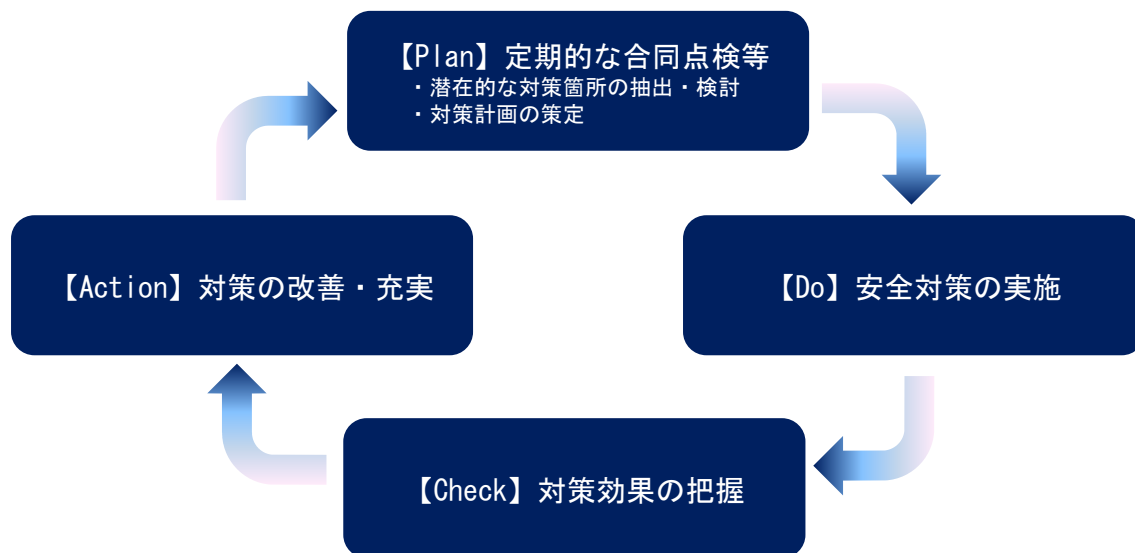 【Plan】定期的な合同点検等
・潜在的な対策箇所の抽出・検討
・対策計画の策定
【Action】対策の改善・充実
【Do】安全対策の実施
【Check】対策効果の把握